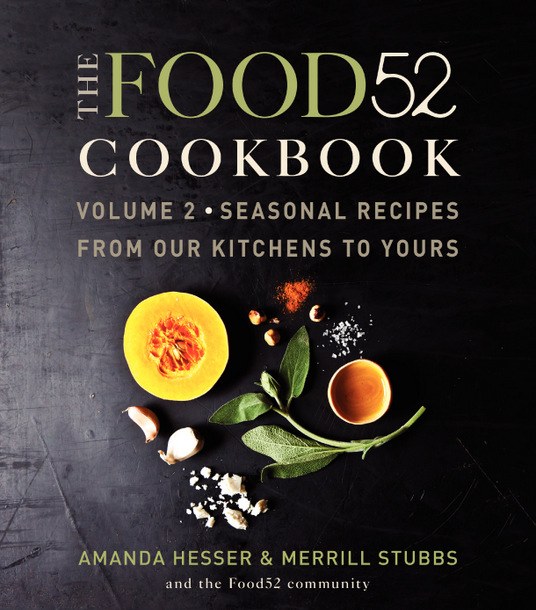 THE FOOD52
COOKBOOK
VOLUME 2 • SEASONAL RECIPES
FROM OUR KITCHENS TO YOURS
AMANDA HESSER & MERRILL STUBBS
and the Food52 community